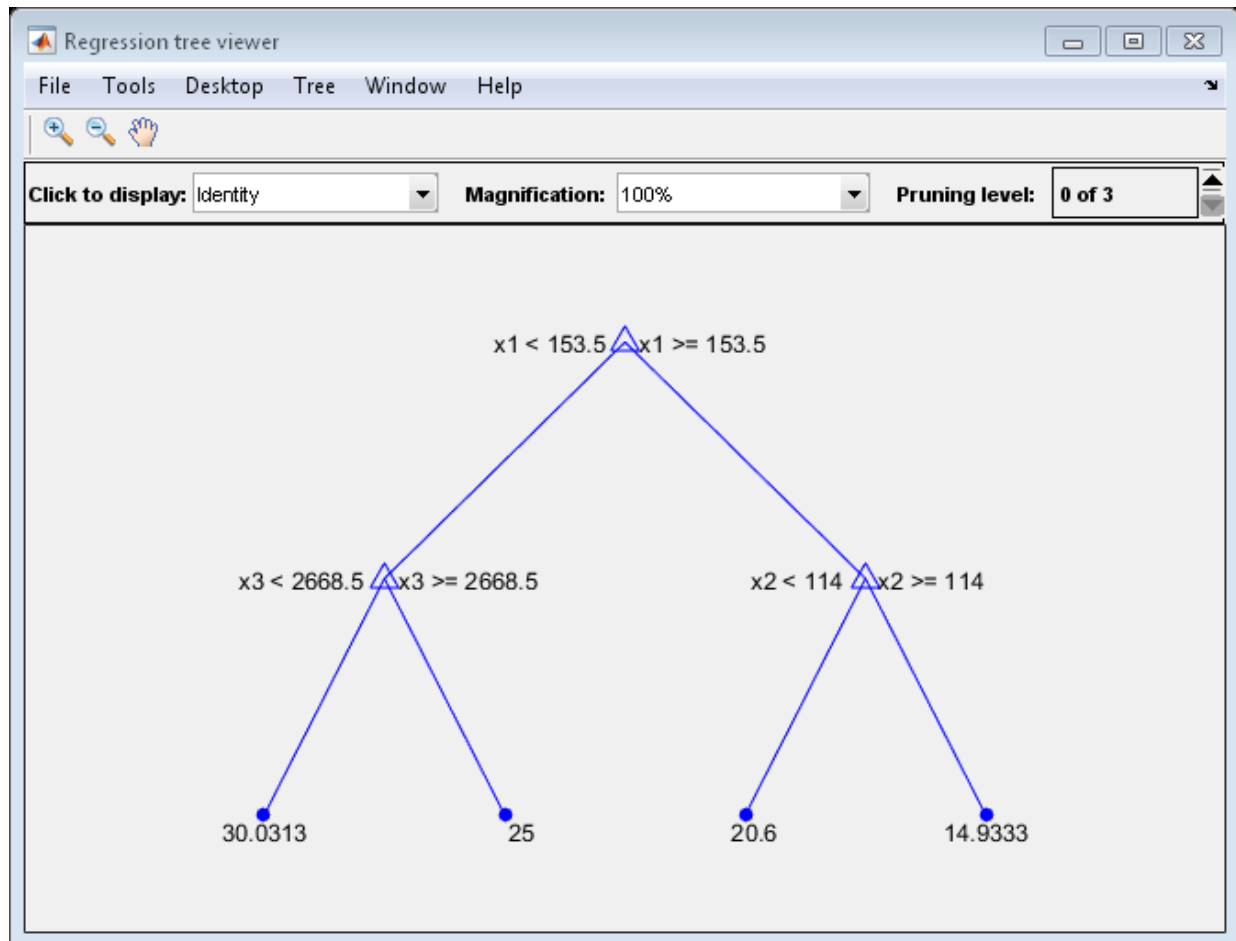 Regression tree viewer
File Tools Desktop Tree Window Help
Click to display: Identity Magnification: 100% Pruning level: 0 of 3
x1 < 153.5 x1 >= 153.5
x3 < 2668.5 x3 >= 2668.5 x2 < 114 x2 >= 114
30.0313 25 20.6 14.9333